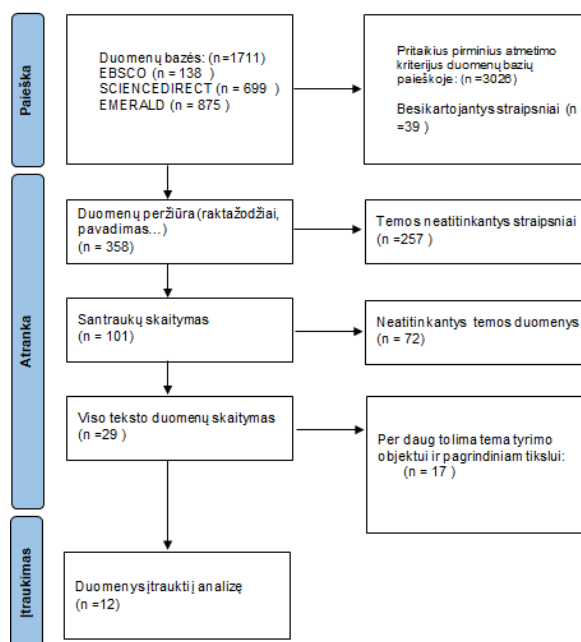 Paieška
Duomenų bazės: (n=1711)
EBSCO (n = 138 )
SCIENCEDIRECT (n = 699 )
EMERALD (n = 875)
Pritaikius pirminius atmetimo
kriterijus duomenų bazių
paieškoje: (n =3026)
Besikartojantys straipsniai (n
=39 )
Atranka
Duomenų peržiūra (raktažodžiai,
pavadimas...)
(n = 358)
Temos neatitinkantys straipsniai
(n =257 )
Santraukų skaitymas
(n = 101)
Neatitinkantys temos duomenys
(n = 72)
Viso teksto duomenų skaitymas
(n =29 )
Per daug tolima tema tyrimo
objektui ir pagrindiniam tikslui:
(n = 17 )
Įtraukimas
Duomenys įtraukti į analizę
(n =12)